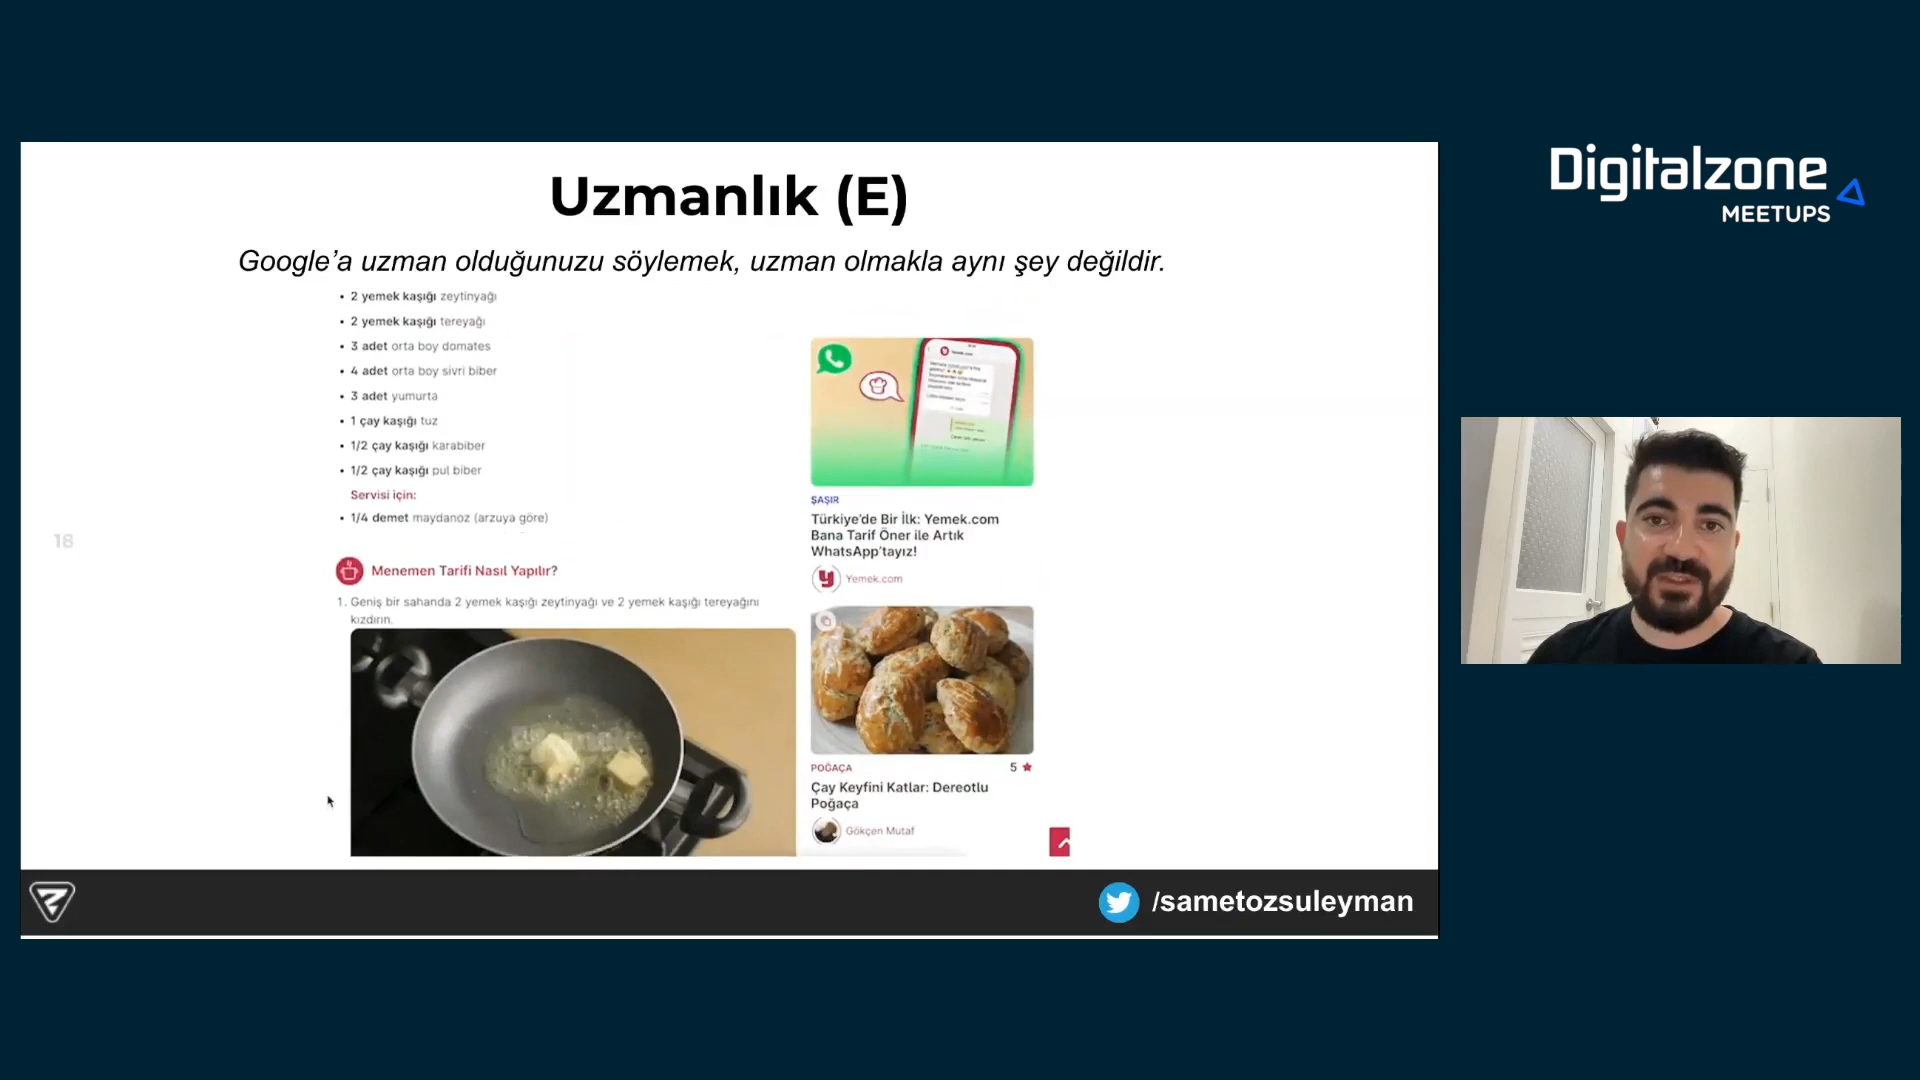 Uzmanlık (E)
Google’a uzman olduğunuzu söylemek, uzman olmakla aynı şey değildir.
• 2 yemek kaşığı zeytinyağı
• 2 yemek kaşığı tereyağı
• 3 adet orta boy domates
• 4 adet orta boy sivri biber
• 3 adet yumurta
• 1 çay kaşığı tuz
• 1/2 çay kaşığı karabiber
• 1/2 çay kaşığı pul biber
Servisi için:
• 1/4 demet maydanoz (arzuya göre)
Menemen Tarifi Nasıl Yapılır?
1. Geniş bir sahanda 2 yemek kaşığı zeytinyağı ve 2 yemek kaşığı tereyağını
kızdırın.
ŞAŞIR
Türkiye’de Bir İlk: Yemek.com
Bana Tarif Öner ile Artık
WhatsApp’tayız!
y Yemek.com
POĞAÇA 5
Çay Keyfini Katlar: Dereotlu
Poğaça
Gökçen Mutaf
18
/sametozsuleyman
Digitalzone
MEETUPS